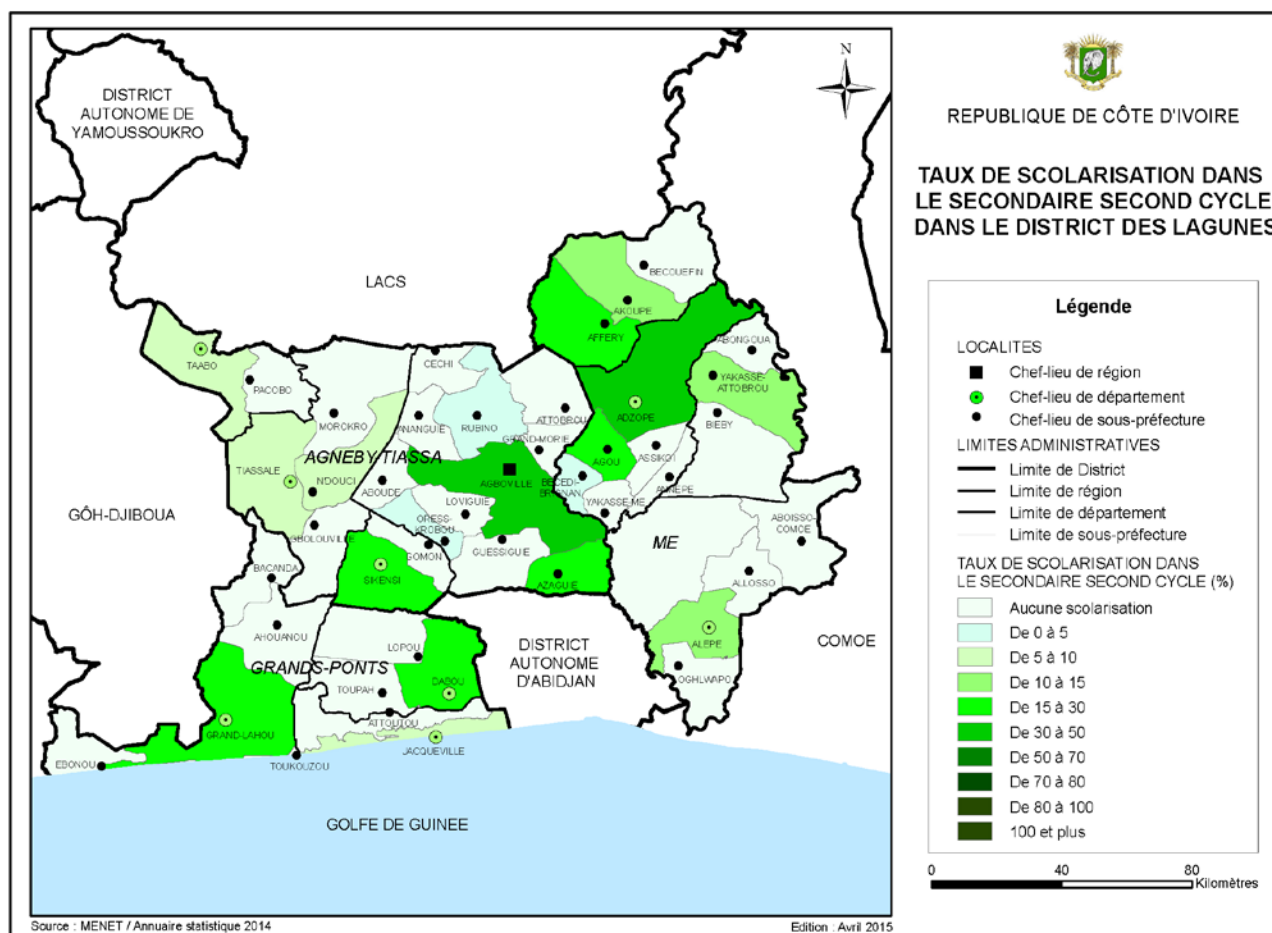 DISTRICT
AUTONOME DE
YAMOUSSOUKRO
N
LACS
BECOUEFIN
AKOUPE
AFFERY
TAABO
PACOBO
CECHI
ABONGOUA
YAKASSE-
ATTOBROU
MOROKRO
ANANGUIE
RUBINO
ATTOBROU
ADZOPE
BIEBY
GRAND-MORIE
AGNEBY-TIASSA
TIASSALE
N'DOUCI
AGBOVILLE
AGOU
ASSIKOI
BECEDI-
BRIGNAN
ANNEPE
ABOUDE
LOVIGUIE
YAKASSE-ME
GÔH-DJIBOUA
ORESS-
KROBOU
GBOLOUVILLE
GOMON
GUESSIGUIE
ME
ABOISSO-
COMOE
BACANDA
SIKENSI
AZAGUIE
ALLOSSO
AHOUANOU
LOPOU
DISTRICT
AUTONOME
D'ABIDJAN
ALEPE
COMOE
GRANDS-PONTS
TOUPAH
DABOU
OGHLWAPO
ATTOUTOU
GRAND-LAHOU
JACQUEVILLE
EBONOU
TOUKOUZOU
GOLFE DE GUINEE
Source : MENET / Annuaire statistique 2014
Edition : Avril 2015
REPUBLIQUE DE CÔTE D'IVOIRE
TAUX DE SCOLARISATION DANS
LE SECONDAIRE SECOND CYCLE
DANS LE DISTRICT DES LAGUNES
Légende
LOCALITES
Chef-lieu de région
Chef-lieu de département
Chef-lieu de sous-préfecture
LIMITES ADMINISTRATIVES
Limite de District
Limite de région
Limite de département
Limite de sous-préfecture
TAUX DE SCOLARISATION DANS
LE SECONDAIRE SECOND CYCLE (%)
Aucune scolarisation
De 0 à 5
De 5 à 10
De 10 à 15
De 15 à 30
De 30 à 50
De 50 à 70
De 70 à 80
De 80 à 100
100 et plus
0 40 80
Kilomètres